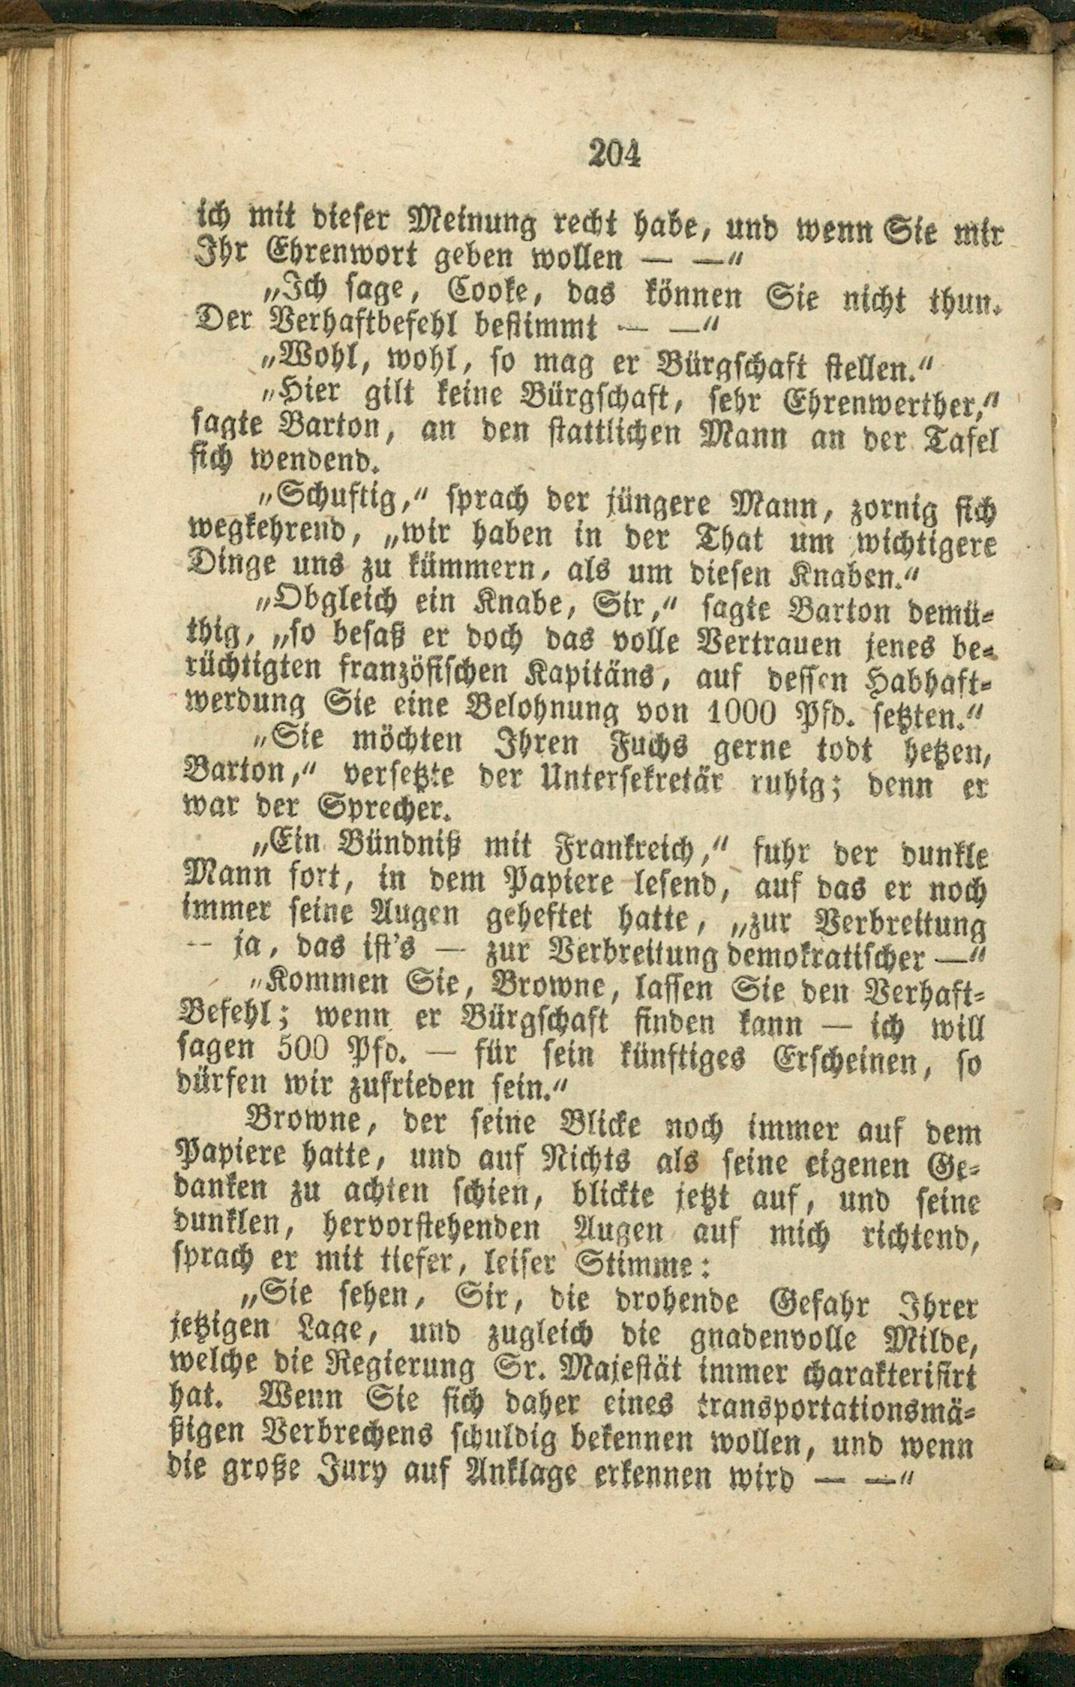 204
ich mit dieser Meinung recht habe, und wenn Sie mir
Ihr Ehrenwort geben wollen — —“
„Ich sage, Cooke, das können Sie nicht thun.
Der Verhaftbefehl bestimmt — —“
„Wohl, wohl, so mag er Bürgschaft stellen.“
„Hier gilt keine Bürgschaft, sehr Ehrenwerther,“
sagte Barton, an den stattlichen Mann an der Tafel
sich wendend.
„Schuftig,“ sprach der jüngere Mann, zornig sich
wegkehrend, „wir haben in der That um wichtigere
Dinge uns zu kümmern, als um diesen Knaben.“
„Obgleich ein Knabe, Sir,“ sagte Barton demü-
thig, „so besaß er doch das volle Vertrauen jenes be-
rüchtigten französischen Kapitäns, auf dessen Habhaft-
werdung Sie eine Belohnung von 1000 Pfd. setzten.“
„Sie möchten Ihren Fuchs gerne todt hetzen,
Barton,“ versetzte der Untersekretär ruhig; denn er
war der Sprecher.
„Ein Bündniß mit Frankreich,“ fuhr der dunkle
Mann fort, in dem Papiere lesend, auf das er noch
immer seine Augen geheftet hatte, „zur Verbreitung
— ja, das ist's — zur Verbreitung demokratischer —“
„Kommen Sie, Browne, lassen Sie den Verhaft-
Befehl; wenn er Bürgschaft finden kann — ich will
sagen 500 Pfd. — für sein künftiges Erscheinen, so
dürfen wir zufrieden sein.“
Browne, der seine Blicke noch immer auf dem
Papiere hatte, und auf Nichts als seine eigenen Ge-
danken zu achten schien, blickte jetzt auf, und seine
dunklen, hervorstehenden Augen auf mich richtend,
sprach er mit tiefer, leiser Stimme:
„Sie sehen, Sir, die drohende Gefahr Ihrer
jetzigen Lage, und zugleich die gnadenvolle Milde,
welche die Regierung Sr. Majestät immer charakterisirt
hat. Wenn Sie sich daher eines transportationsmä-
ßigen Verbrechens schuldig bekennen wollen, und wenn
die große Jury auf Anklage erkennen wird — —“